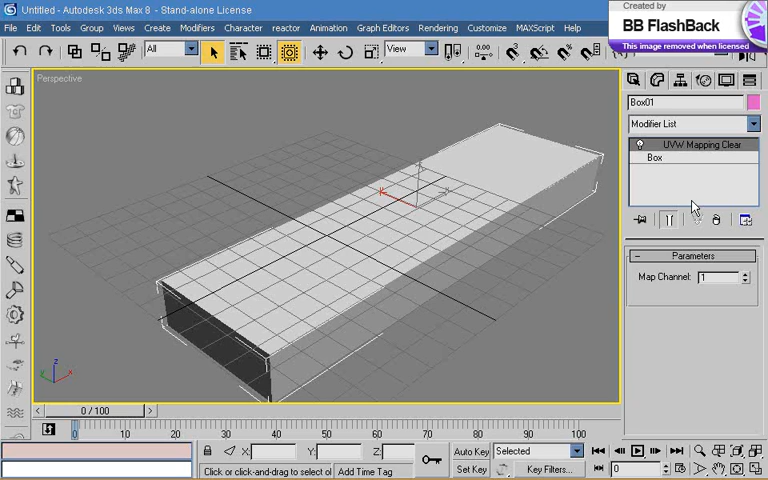 Untitled - Autodesk 3ds Max 8 - Stand-alone License
Created by
BB FlashBack
This image removed when licensed
File Edit Tools Group Views Create Modifiers Character reactor Animation Graph Editors Rendering Customize MAXScript Help
All
View
0.00
3
Perspective
Box01
Modifier List
UVW Mapping Clear
Box
Parameters
Map Channel: 1
z
y
x
0 / 100
0 10 20 30 40 50 60 70 80 90 100
X: Y: Z:
Auto Key Selected
Click or click-and-drag to select ol Add Time Tag
Set Key Key Filters... 0